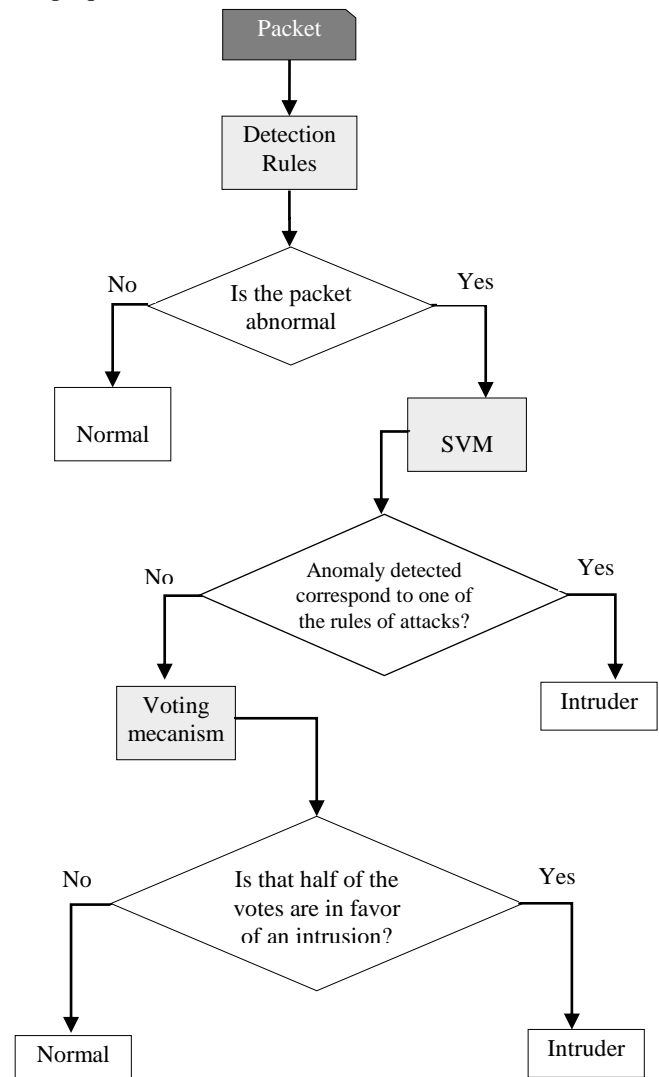 Packet
Detection
Rules
No
Yes
Is the packet
abnormal
Normal
SVM
No
Yes
Anomaly detected
correspond to one of
the rules of attacks?
Voting
mecanism
Intruder
No
Yes
Is that half of the
votes are in favor
of an intrusion?
Normal
Intruder